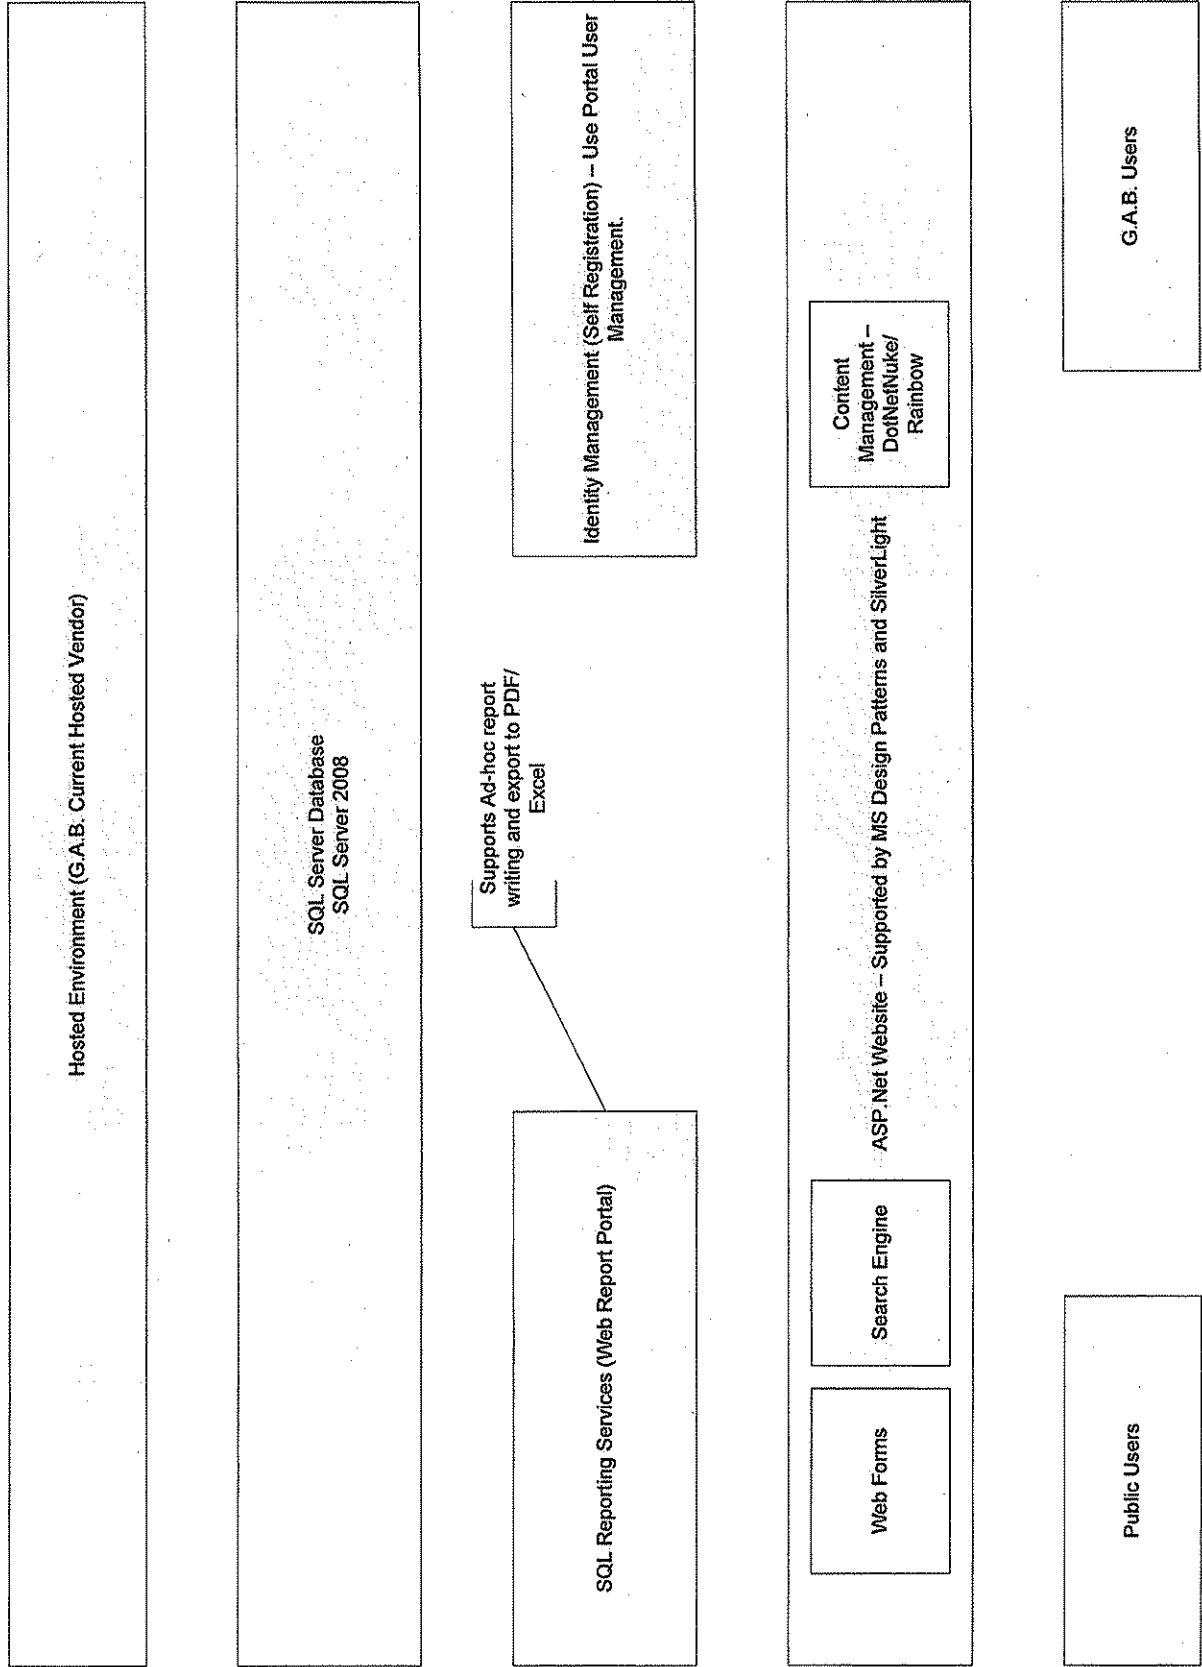 Hosted Environment (G.A.B. Current Hosted Vendor)
SQL Server Database
SQL Server 2008
SQL Reporting Services (Web Report Portal)
Supports Ad-hoc report
writing and export to PDF/
Excel
Identity Management (Self Registration) – Use Portal User
Management.
Web Forms
Search Engine
ASP.Net Website – Supported by MS Design Patterns and SilverLight
Content
Management –
DotNetNuke/
Rainbow
Public Users
G.A.B. Users